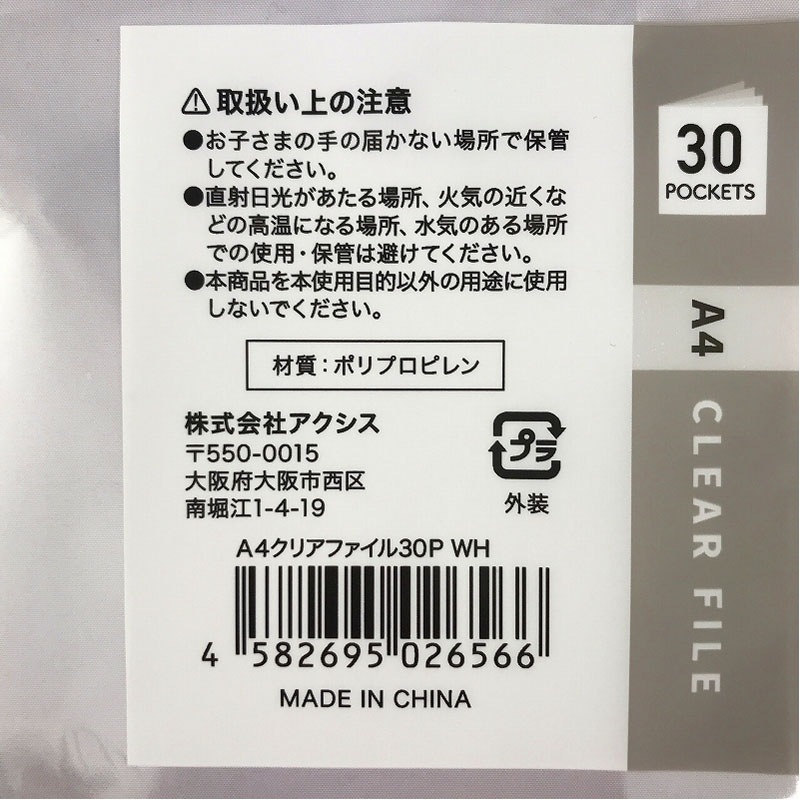 ⚠取扱い上の注意
●お子さまの手の届かない場所で保管
してください。
●直射日光があたる場所、火気の近くな
どの高温になる場所、水気のある場所
での使用・保管は避けてください。
●本商品を本使用目的以外の用途に使用
しないでください。
材質：ポリプロピレン
株式会社アクシス
〒550-0015
大阪府大阪市西区
南堀江1-4-19
プラ
外装
A4クリアファイル30P WH
4 582695 026566
MADE IN CHINA
30
POCKETS
A4 CLEAR FILE